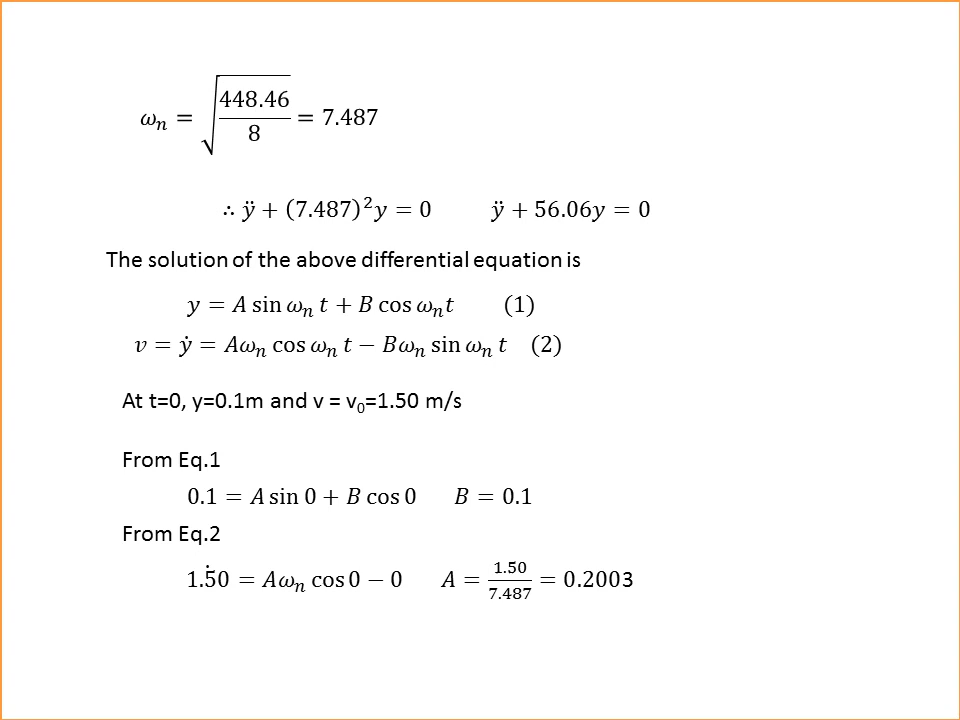 ωₙ = √(448.46/8) = 7.487
∴ ÿ + (7.487)²y = 0 ÿ + 56.06y = 0
The solution of the above differential equation is
y = A sin ωₙ t + B cos ωₙt (1)
v = ẏ = Aωₙ cos ωₙ t − Bωₙ sin ωₙ t (2)
At t=0, y=0.1m and v = v₀=1.50 m/s
From Eq.1
0.1 = A sin 0 + B cos 0 B = 0.1
From Eq.2
1.5̇0 = Aωₙ cos 0 − 0 A = 1.50/7.487 = 0.2003